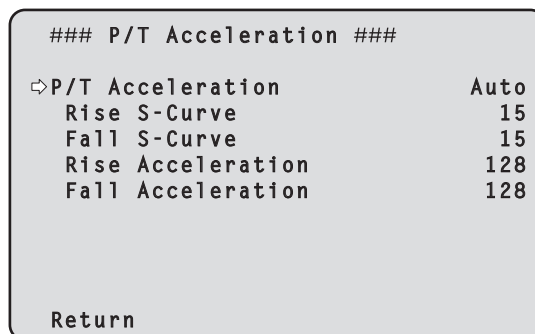 ### P/T Acceleration ###
⇨P/T Acceleration Auto
Rise S-Curve 15
Fall S-Curve 15
Rise Acceleration 128
Fall Acceleration 128
Return